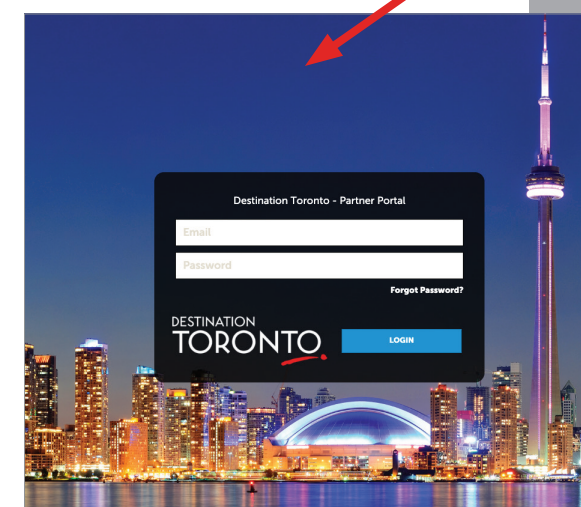 Destination Toronto - Partner Portal
Email
Password
Forgot Password?
DESTINATION
TORONTO
LOGIN